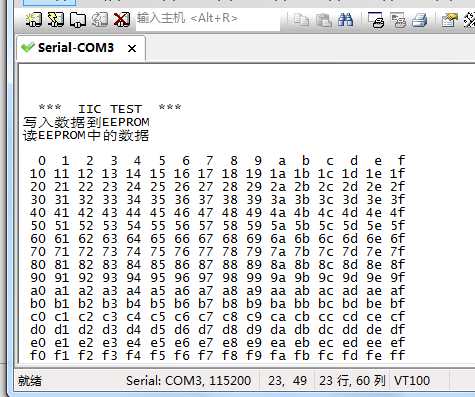 输入主机 <Alt+R>
Serial-COM3
*** IIC TEST ***
写入数据到EEPROM
读EEPROM中的数据
0 1 2 3 4 5 6 7 8 9 a b c d e f
10 11 12 13 14 15 16 17 18 19 1a 1b 1c 1d 1e 1f
20 21 22 23 24 25 26 27 28 29 2a 2b 2c 2d 2e 2f
30 31 32 33 34 35 36 37 38 39 3a 3b 3c 3d 3e 3f
40 41 42 43 44 45 46 47 48 49 4a 4b 4c 4d 4e 4f
50 51 52 53 54 55 56 57 58 59 5a 5b 5c 5d 5e 5f
60 61 62 63 64 65 66 67 68 69 6a 6b 6c 6d 6e 6f
70 71 72 73 74 75 76 77 78 79 7a 7b 7c 7d 7e 7f
80 81 82 83 84 85 86 87 88 89 8a 8b 8c 8d 8e 8f
90 91 92 93 94 95 96 97 98 99 9a 9b 9c 9d 9e 9f
a0 a1 a2 a3 a4 a5 a6 a7 a8 a9 aa ab ac ad ae af
b0 b1 b2 b3 b4 b5 b6 b7 b8 b9 ba bb bc bd be bf
c0 c1 c2 c3 c4 c5 c6 c7 c8 c9 ca cb cc cd ce cf
d0 d1 d2 d3 d4 d5 d6 d7 d8 d9 da db dc dd de df
e0 e1 e2 e3 e4 e5 e6 e7 e8 e9 ea eb ec ed ee ef
f0 f1 f2 f3 f4 f5 f6 f7 f8 f9 fa fb fc fd fe ff
就绪 Serial: COM3, 115200 23, 49 23 行, 60 列 VT100